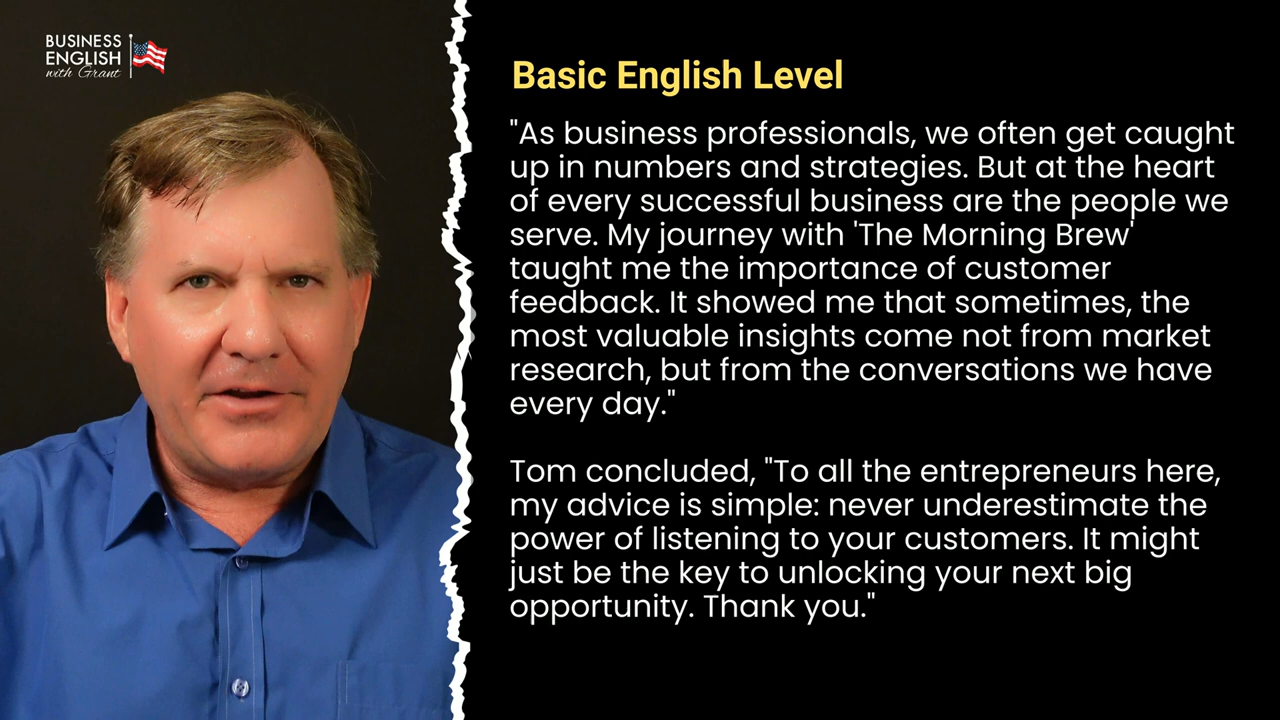 BUSINESS
ENGLISH
with Grant
Basic English Level
"As business professionals, we often get caught
up in numbers and strategies. But at the heart
of every successful business are the people we
serve. My journey with 'The Morning Brew'
taught me the importance of customer
feedback. It showed me that sometimes, the
most valuable insights come not from market
research, but from the conversations we have
every day."
Tom concluded, "To all the entrepreneurs here,
my advice is simple: never underestimate the
power of listening to your customers. It might
just be the key to unlocking your next big
opportunity. Thank you."